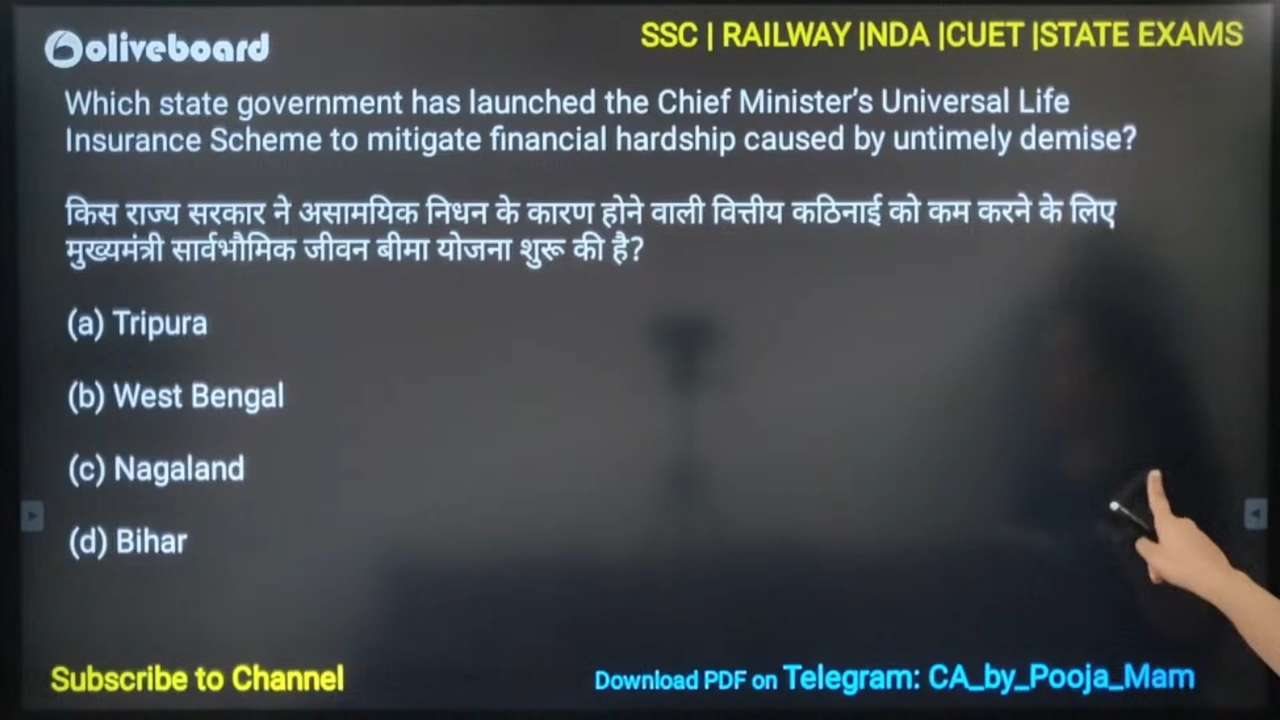 oliveboard
SSC | RAILWAY |NDA |CUET |STATE EXAMS
Which state government has launched the Chief Minister's Universal Life
Insurance Scheme to mitigate financial hardship caused by untimely demise?
किस राज्य सरकार ने असामयिक निधन के कारण होने वाली वित्तीय कठिनाई को कम करने के लिए
मुख्यमंत्री सार्वभौमिक जीवन बीमा योजना शुरू की है?
(a) Tripura
(b) West Bengal
(c) Nagaland
(d) Bihar
Subscribe to Channel
Download PDF on Telegram: CA_by_Pooja_Mam